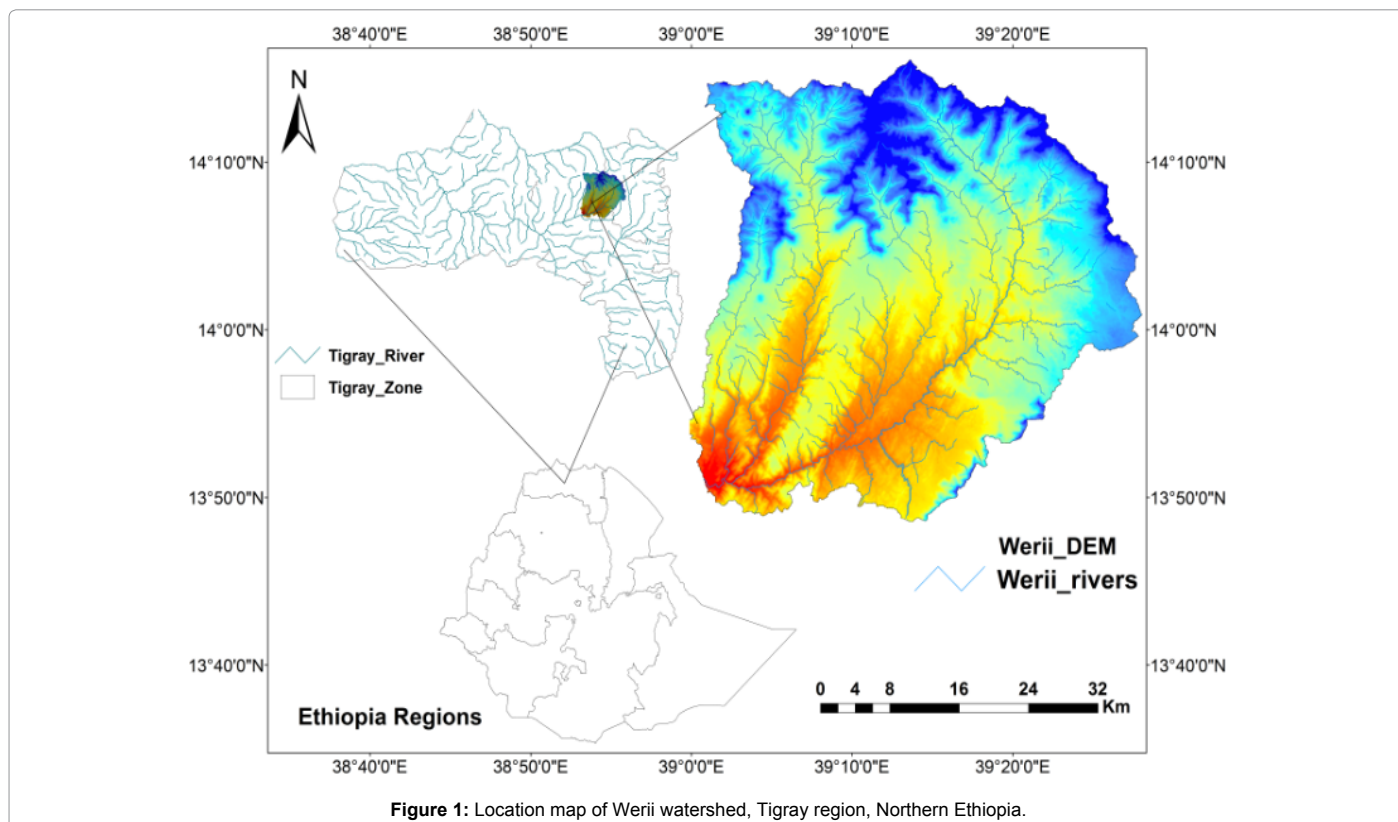 38°40'0"E 38°50'0"E 39°0'0"E 39°10'0"E 39°20'0"E
N
14°10'0"N 14°10'0"N
14°0'0"N 14°0'0"N
Tigray_River
Tigray_Zone
13°50'0"N 13°50'0"N
Werii_DEM
Werii_rivers
13°40'0"N 13°40'0"N
0 4 8 16 24 32
Km
Ethiopia Regions
38°40'0"E 38°50'0"E 39°0'0"E 39°10'0"E 39°20'0"E
Figure 1: Location map of Werii watershed, Tigray region, Northern Ethiopia.